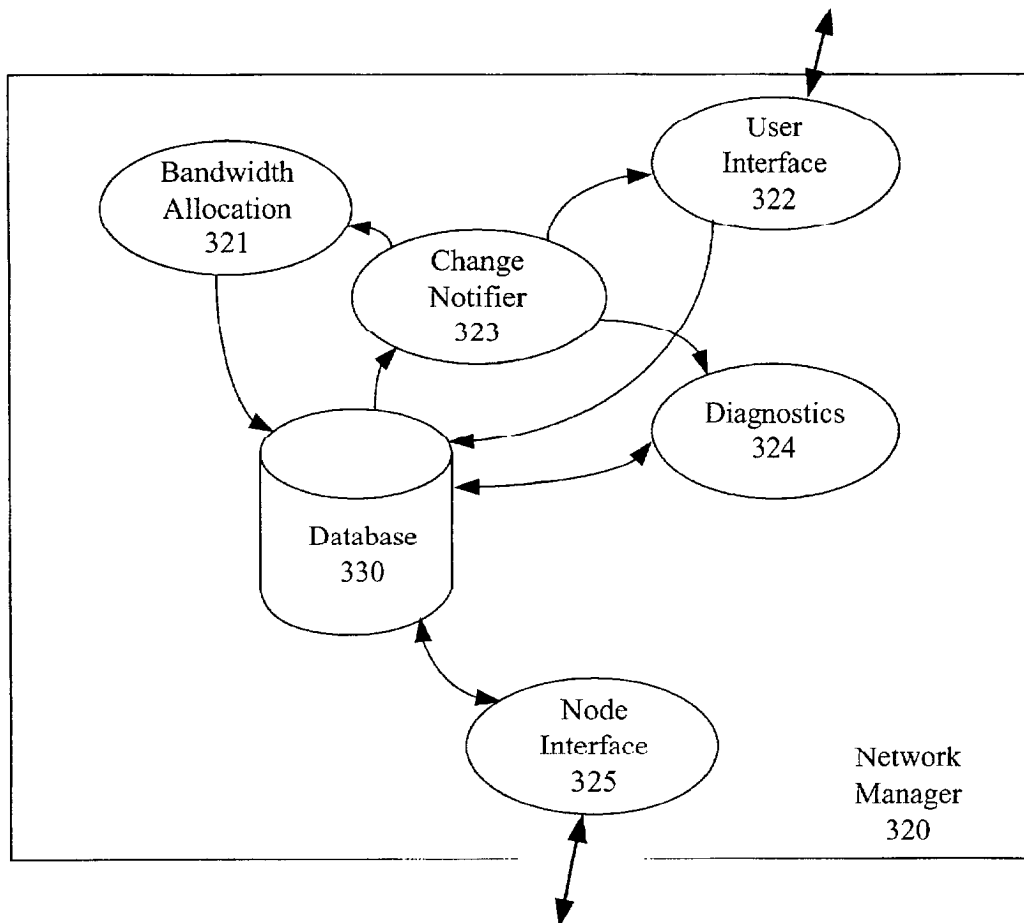 User
Interface
322
Bandwidth
Allocation
321
Change
Notifier
323
Diagnostics
324
Database
330
Node
Interface
325
Network
Manager
320